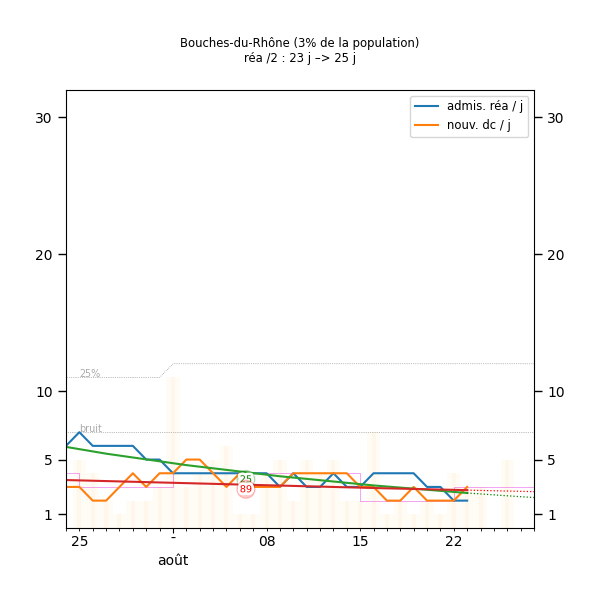 Bouches-du-Rhône (3% de la population)
réa /2 : 23 j –> 25 j
admis. réa / j
nouv. dc / j
30 30
20 20
25%
10 10
bruit
5 5
25
89
1 1
25 - 08 15 22
août